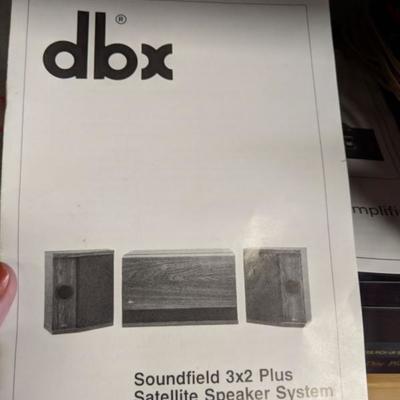 dbx®
Soundfield 3x2 Plus
Satellite Speaker System